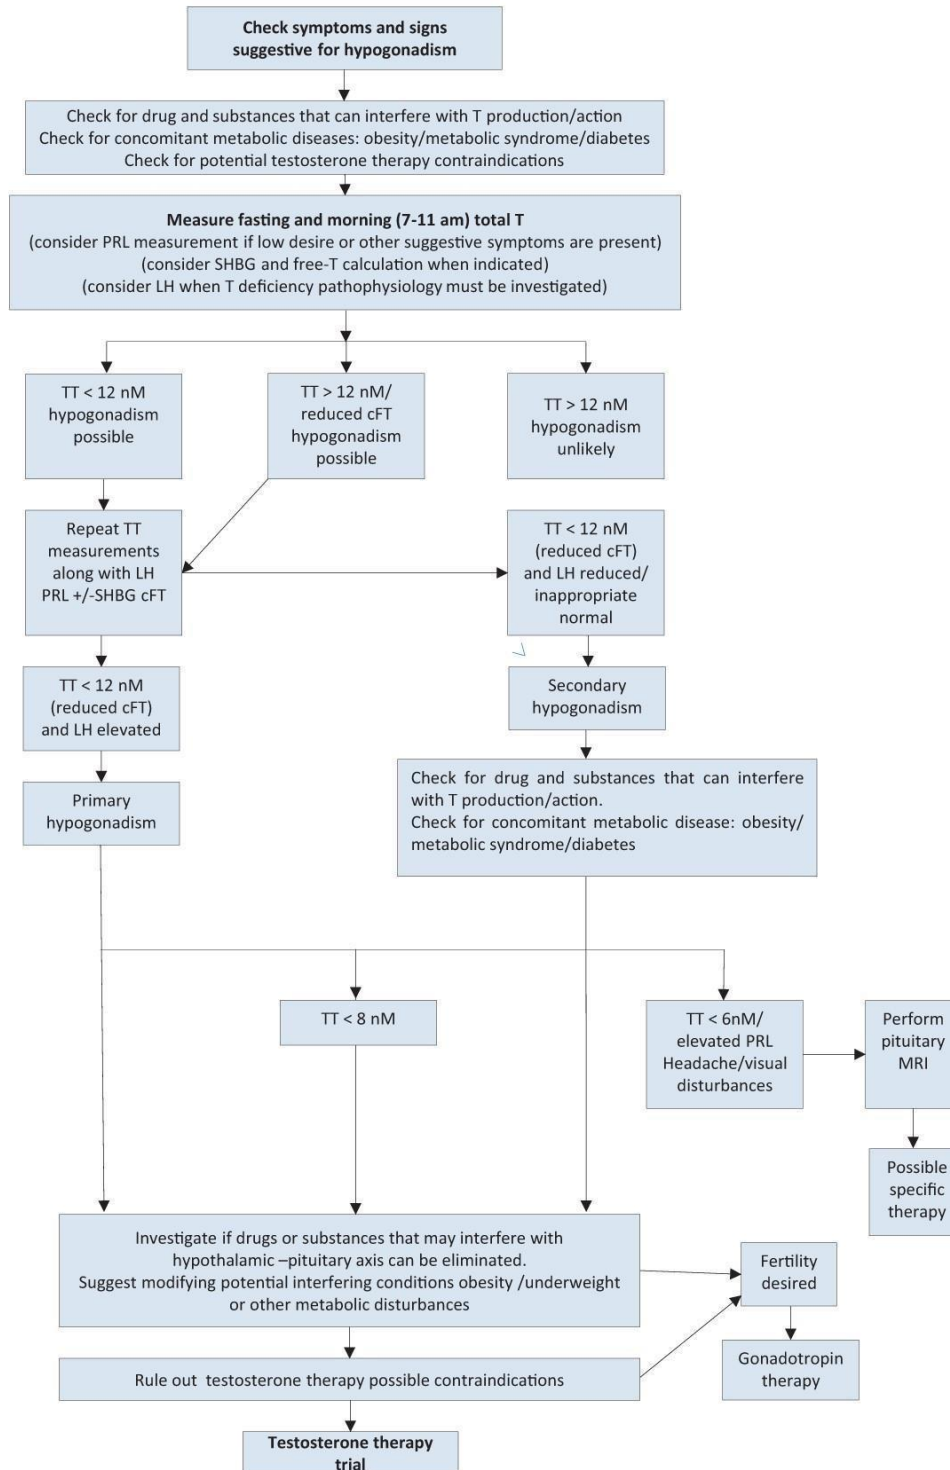 Check symptoms and signs
suggestive for hypogonadism
Check for drug and substances that can interfere with T production/action
Check for concomitant metabolic diseases: obesity/metabolic syndrome/diabetes
Check for potential testosterone therapy contraindications
Measure fasting and morning (7-11 am) total T
(consider PRL measurement if low desire or other suggestive symptoms are present)
(consider SHBG and free-T calculation when indicated)
(consider LH when T deficiency pathophysiology must be investigated)
TT < 12 nM
hypogonadism
possible
TT > 12 nM/
reduced cFT
hypogonadism
possible
TT > 12 nM
hypogonadism
unlikely
Repeat TT
measurements
along with LH
PRL +/-SHBG cFT
TT < 12 nM
(reduced cFT)
and LH reduced/
inappropriate
normal
TT < 12 nM
(reduced cFT)
and LH elevated
Secondary
hypogonadism
Primary
hypogonadism
Check for drug and substances that can interfere
with T production/action.
Check for concomitant metabolic disease: obesity/
metabolic syndrome/diabetes
TT < 8 nM
TT < 6nM/
elevated PRL
Headache/visual
disturbances
Perform
pituitary
MRI
Possible
specific
therapy
Investigate if drugs or substances that may interfere with
hypothalamic –pituitary axis can be eliminated.
Suggest modifying potential interfering conditions obesity /underweight
or other metabolic disturbances
Fertility
desired
Gonadotropin
therapy
Rule out testosterone therapy possible contraindications
Testosterone therapy
trial